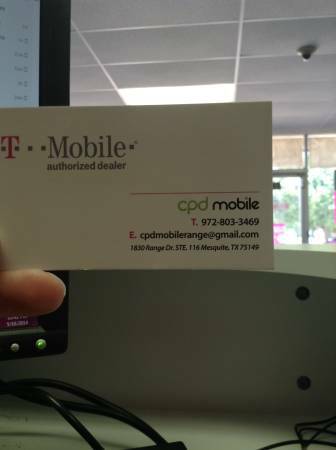 T··Mobile·
authorized dealer
cpd mobile
T. 972-803-3469
E. cpdmobilerange@gmail.com
1830 Range Dr. STE. 116 Mesquite, TX 75149